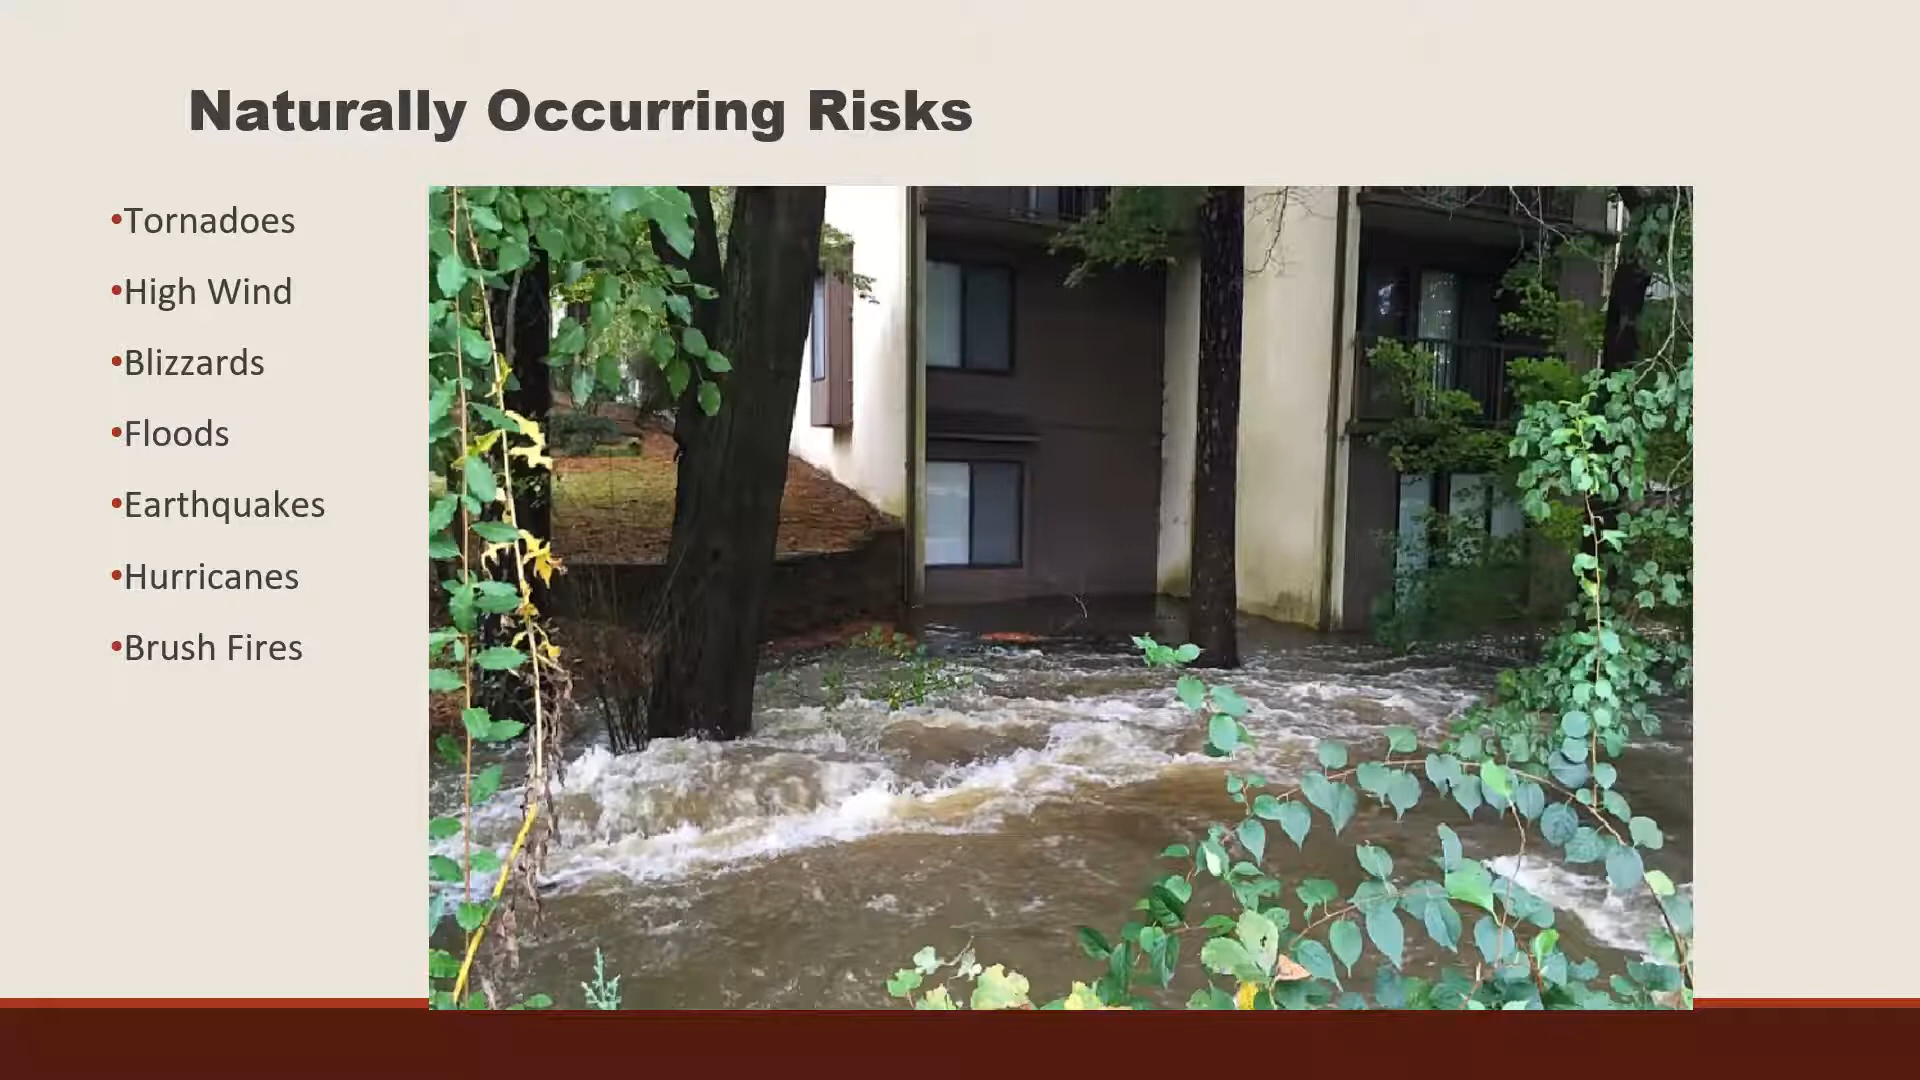 Naturally Occurring Risks
•Tornadoes
•High Wind
•Blizzards
•Floods
•Earthquakes
•Hurricanes
•Brush Fires